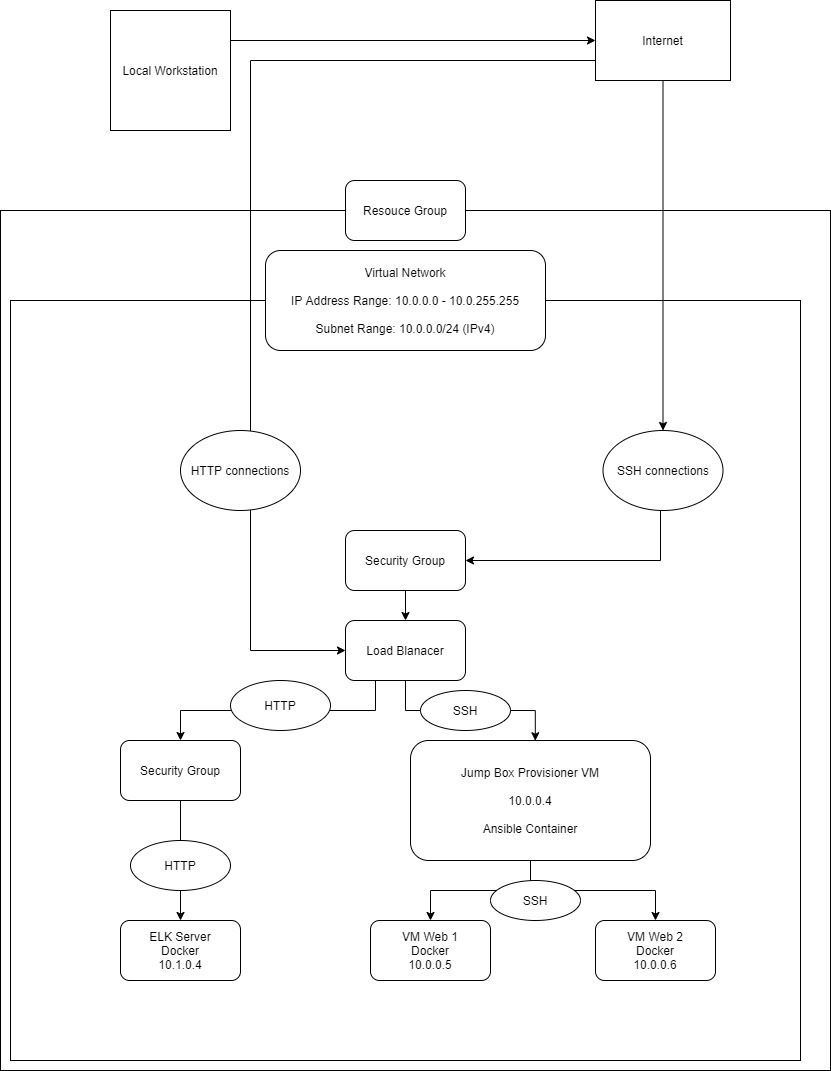 Local Workstation
Internet
Resouce Group
Virtual Network
IP Address Range: 10.0.0.0 - 10.0.255.255
Subnet Range: 10.0.0.0/24 (IPv4)
HTTP connections
SSH connections
Security Group
Load Blanacer
HTTP
SSH
Security Group
Jump Box Provisioner VM
10.0.0.4
Ansible Container
HTTP
SSH
ELK Server
Docker
10.1.0.4
VM Web 1
Docker
10.0.0.5
VM Web 2
Docker
10.0.0.6